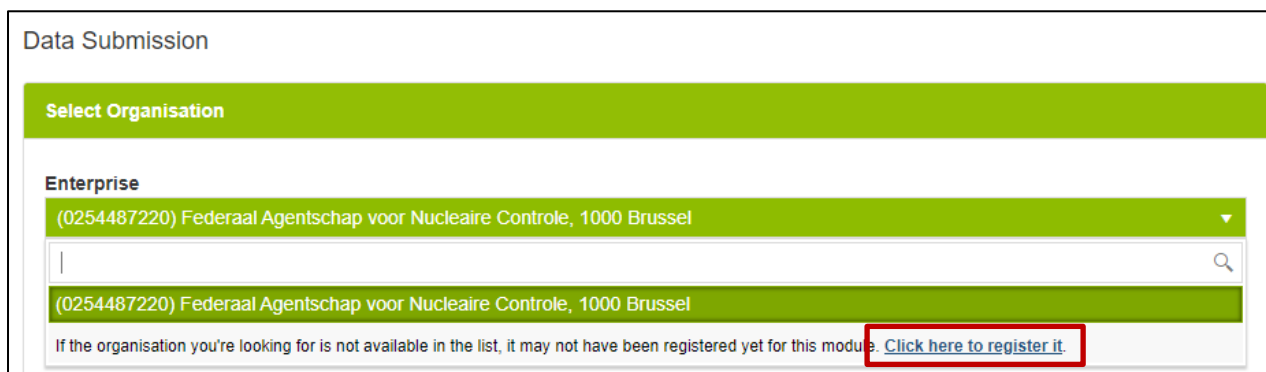 Data Submission
Select Organisation
Enterprise
(0254487220) Federaal Agentschap voor Nucleaire Controle, 1000 Brussel
(0254487220) Federaal Agentschap voor Nucleaire Controle, 1000 Brussel
If the organisation you're looking for is not available in the list, it may not have been registered yet for this module. Click here to register it.